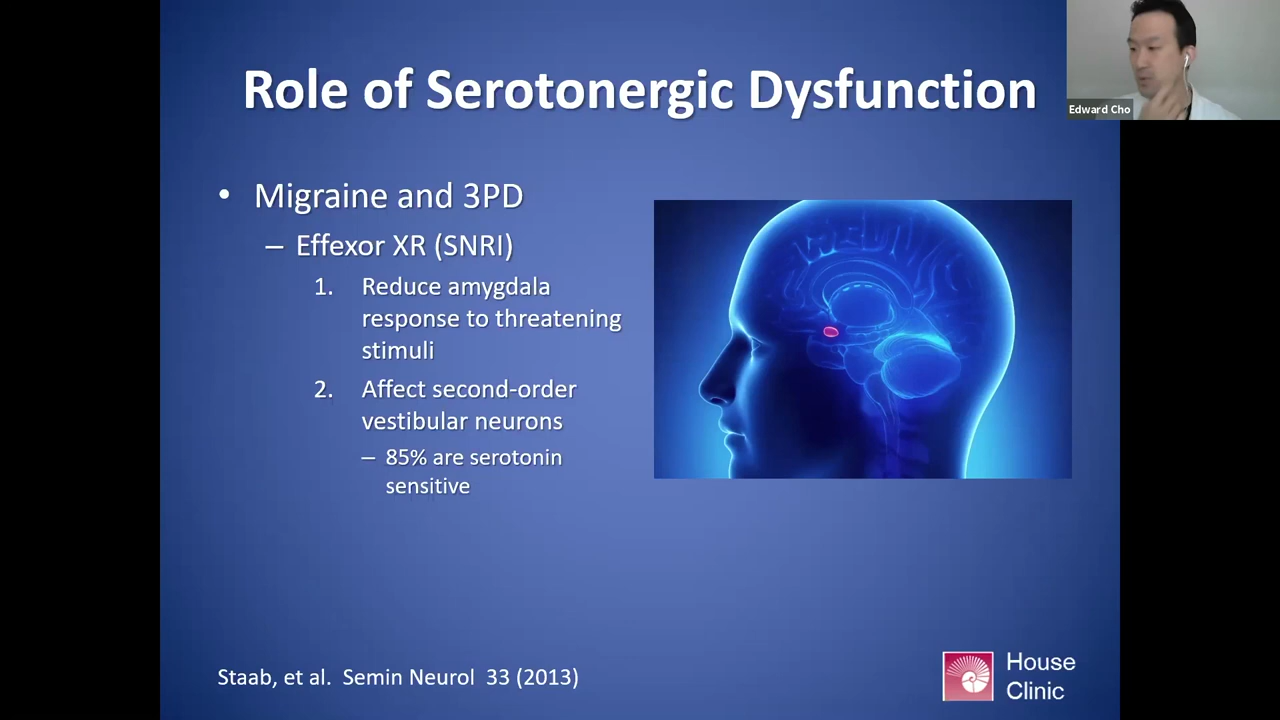 Role of Serotonergic Dysfunction
Edward Cho
• Migraine and 3PD
– Effexor XR (SNRI)
1. Reduce amygdala
response to threatening
stimuli
2. Affect second-order
vestibular neurons
– 85% are serotonin
sensitive
Staab, et al. Semin Neurol 33 (2013)
House
Clinic